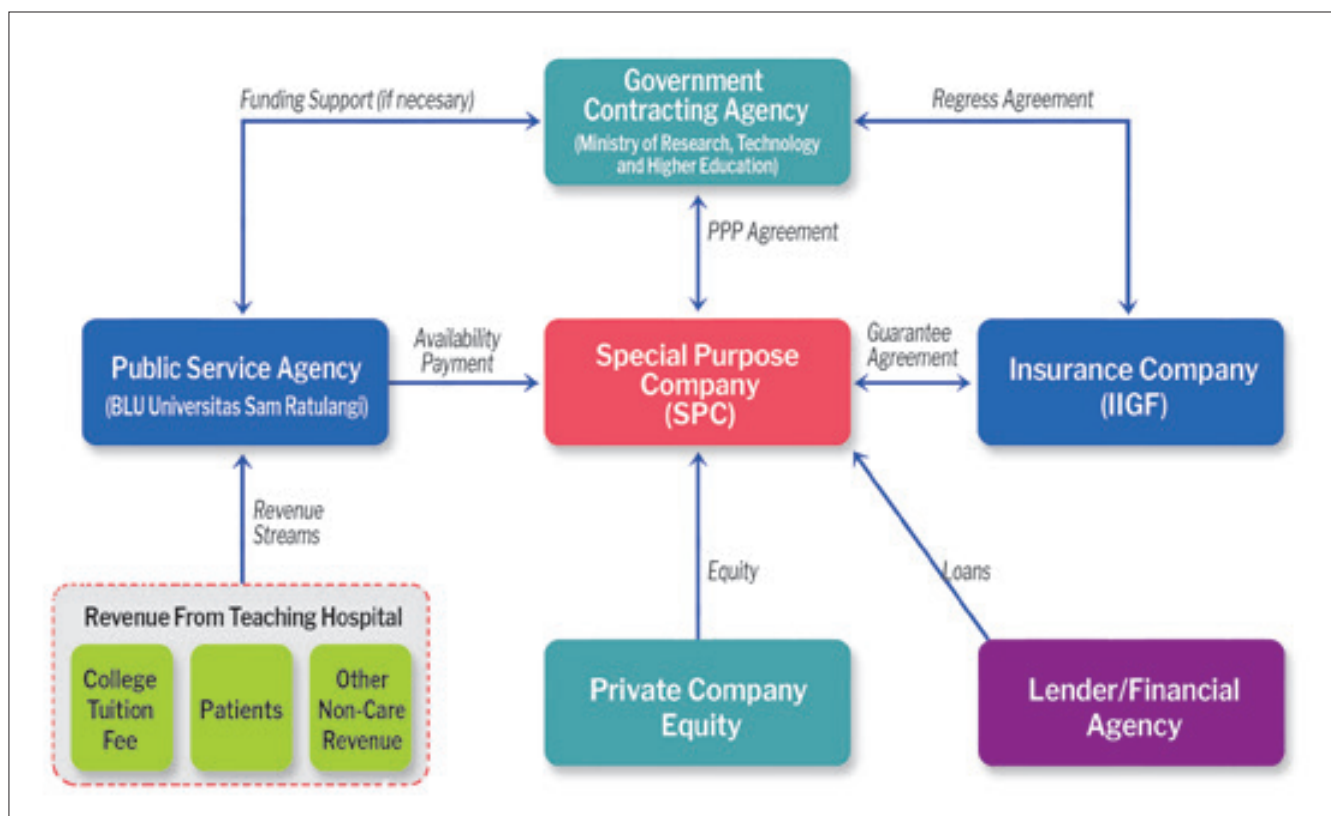 Government
Contracting Agency
(Ministry of Research, Technology
and Higher Education)
Funding Support (if necesary)
Regress Agreement
PPP Agreement
Public Service Agency
(BLU Universitas Sam Ratulangi)
Availability
Payment
Special Purpose
Company
(SPC)
Guarantee
Agreement
Insurance Company
(IIGF)
Revenue
Streams
Equity
Loans
Revenue From Teaching Hospital
College
Tuition
Fee
Patients
Other
Non-Care
Revenue
Private Company
Equity
Lender/Financial
Agency